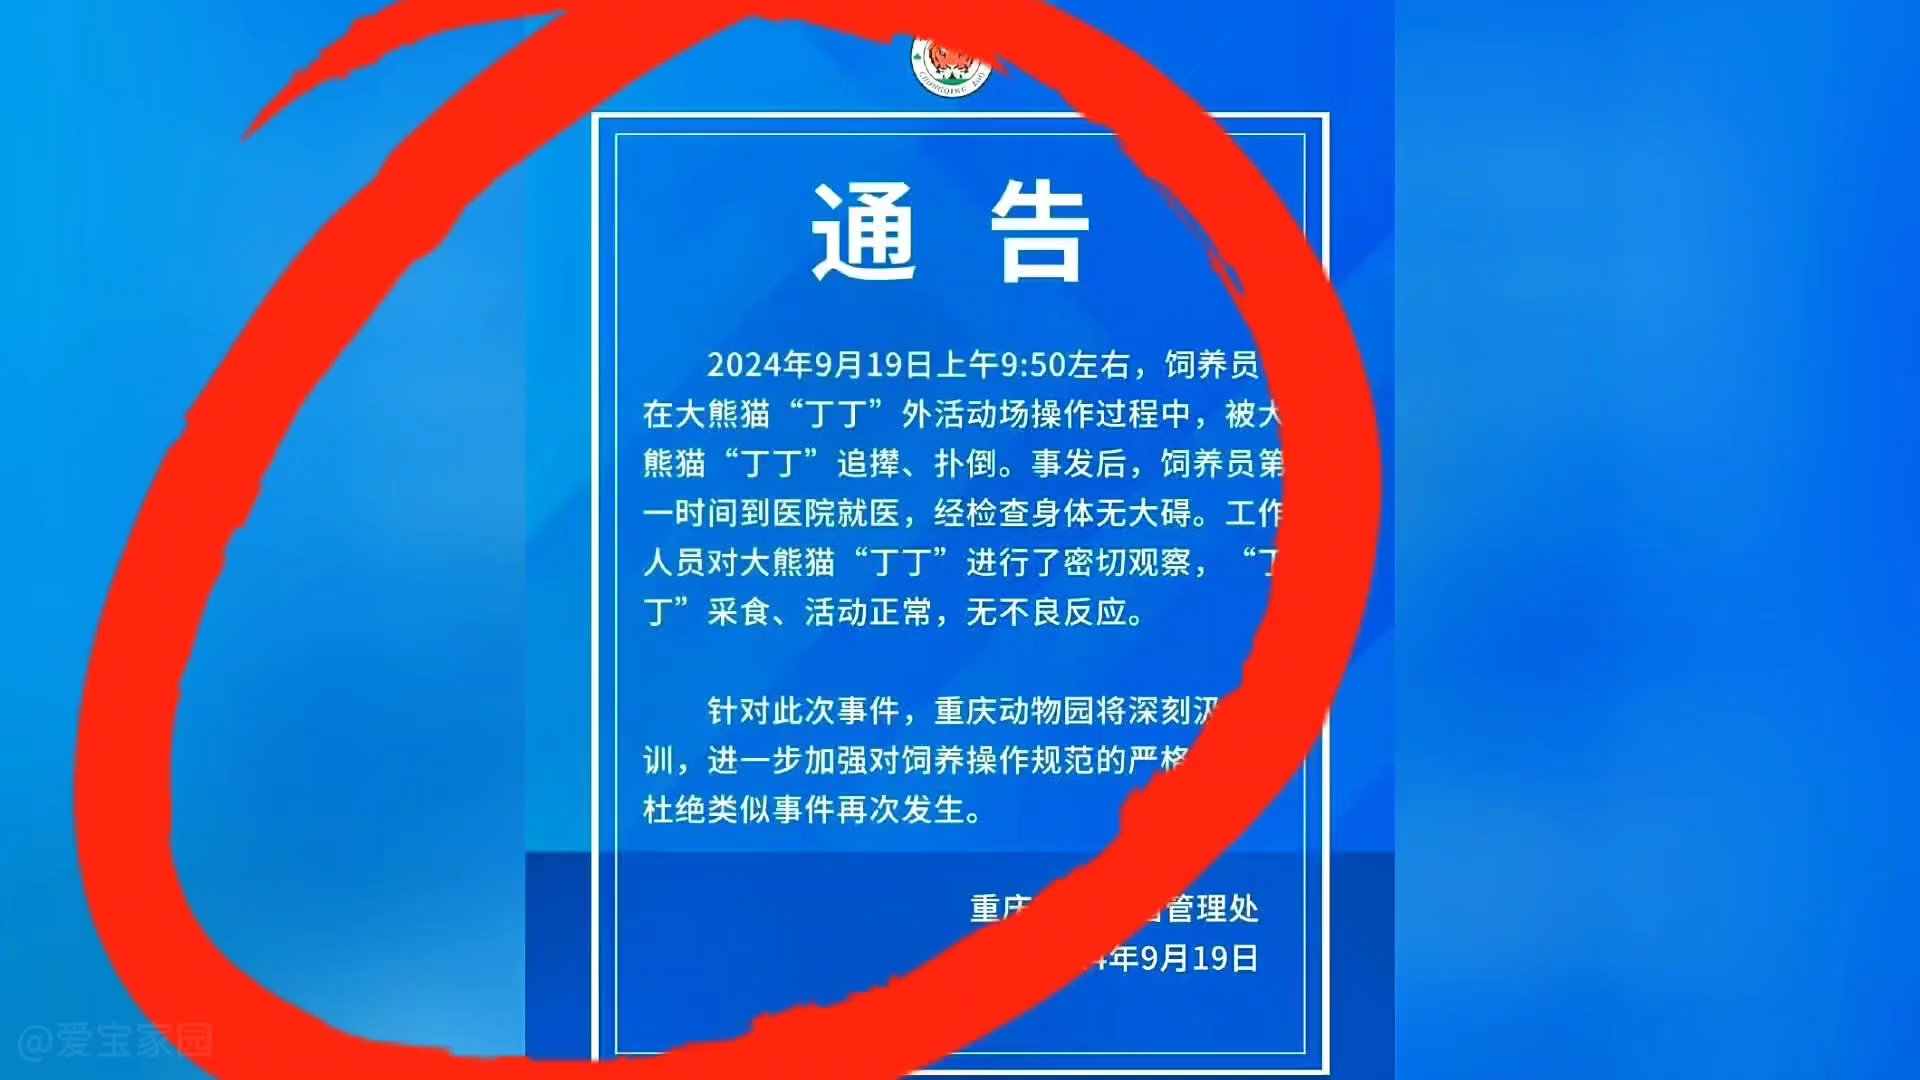 CHONGQING ZOO
通 告
2024年9月19日上午9:50左右，饲养员
在大熊猫“丁丁”外活动场操作过程中，被大
熊猫“丁丁”追撵、扑倒。事发后，饲养员第
一时间到医院就医，经检查身体无大碍。工作
人员对大熊猫“丁丁”进行了密切观察，“丁
丁”采食、活动正常，无不良反应。
针对此次事件，重庆动物园将深刻汲
训，进一步加强对饲养操作规范的严格
杜绝类似事件再次发生。
重庆 管理处
4年9月19日
@爱宝家园